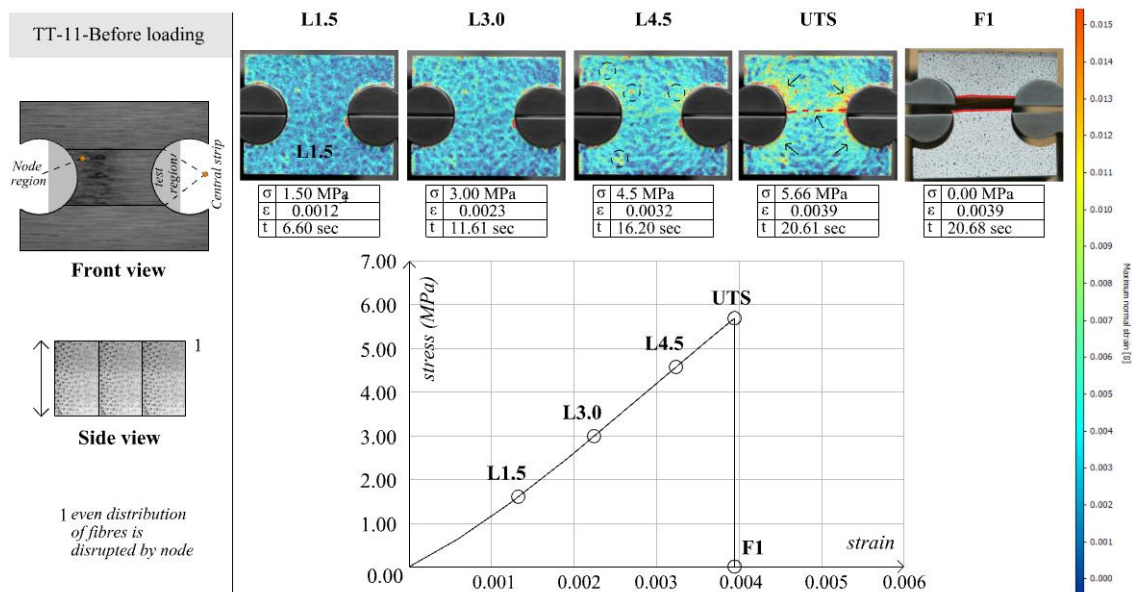 TT-11-Before loading
Node
region
test
region
Central strip
Front view
1
Side view
1 even distribution
of fibres is
disrupted by node
L1.5
L3.0
L4.5
UTS
F1
L1.5
σ 1.50 MPa
ε 0.0012
t 6.60 sec
σ 3.00 MPa
ε 0.0023
t 11.61 sec
σ 4.5 MPa
ε 0.0032
t 16.20 sec
σ 5.66 MPa
ε 0.0039
t 20.61 sec
σ 0.00 MPa
ε 0.0039
t 20.68 sec
stress (MPa)
7.00
6.00
5.00
4.00
3.00
2.00
1.00
0.00
UTS
L4.5
L3.0
L1.5
F1
strain
0.001
0.002
0.003
0.004
0.005
0.006
0.015
0.014
0.013
0.012
0.011
0.010
0.009
0.008
0.007
0.006
0.005
0.004
0.003
0.002
0.001
0.000
Maximum normal strain [S]